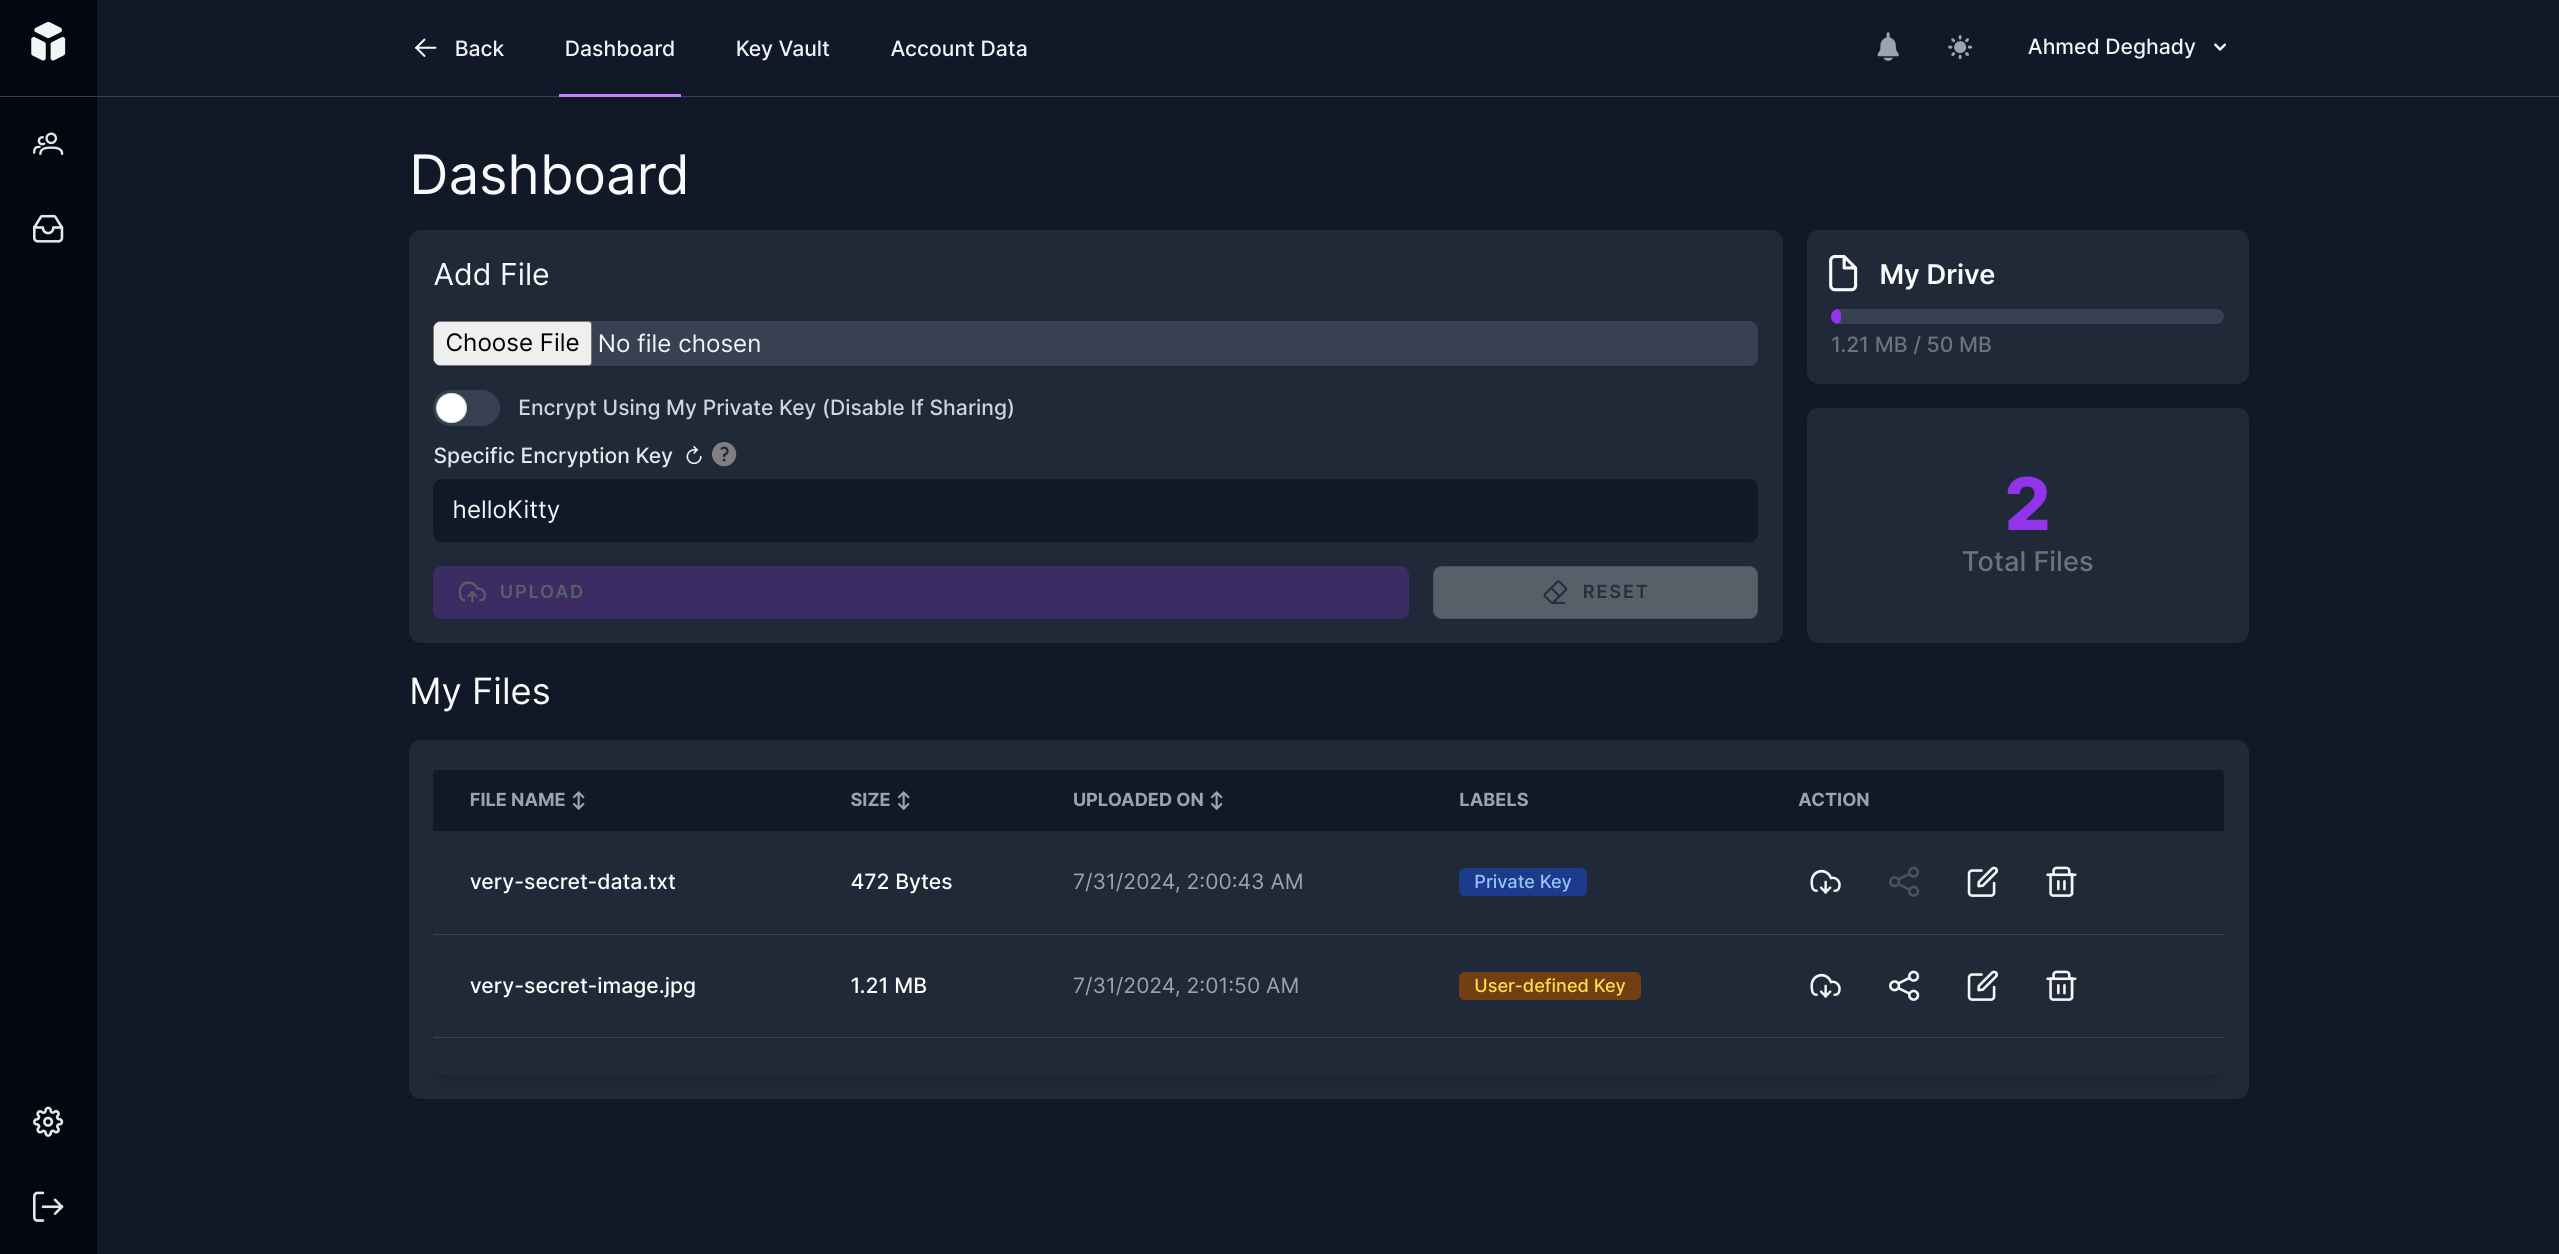 Back Dashboard Key Vault Account Data Ahmed Deghady
Dashboard
Add File
Choose File No file chosen
Encrypt Using My Private Key (Disable If Sharing)
Specific Encryption Key ?
helloKitty
UPLOAD RESET
My Drive
1.21 MB / 50 MB
2
Total Files
My Files
FILE NAME SIZE UPLOADED ON LABELS ACTION
very-secret-data.txt 472 Bytes 7/31/2024, 2:00:43 AM Private Key
very-secret-image.jpg 1.21 MB 7/31/2024, 2:01:50 AM User-defined Key